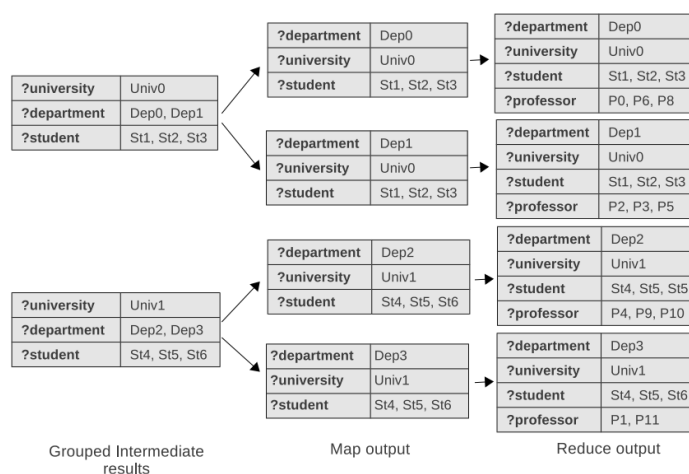 ?university Univ0
?department Dep0, Dep1
?student St1, St2, St3
?university Univ1
?department Dep2, Dep3
?student St4, St5, St6
Grouped Intermediate
results
?department Dep0
?university Univ0
?student St1, St2, St3
?department Dep1
?university Univ0
?student St1, St2, St3
?department Dep2
?university Univ1
?student St4, St5, St6
?department Dep3
?university Univ1
?student St4, St5, St6
Map output
?department Dep0
?university Univ0
?student St1, St2, St3
?professor P0, P6, P8
?department Dep1
?university Univ0
?student St1, St2, St3
?professor P2, P3, P5
?department Dep2
?university Univ1
?student St4, St5, St5
?professor P4, P9, P10
?department Dep3
?university Univ1
?student St4, St5, St6
?professor P1, P11
Reduce output